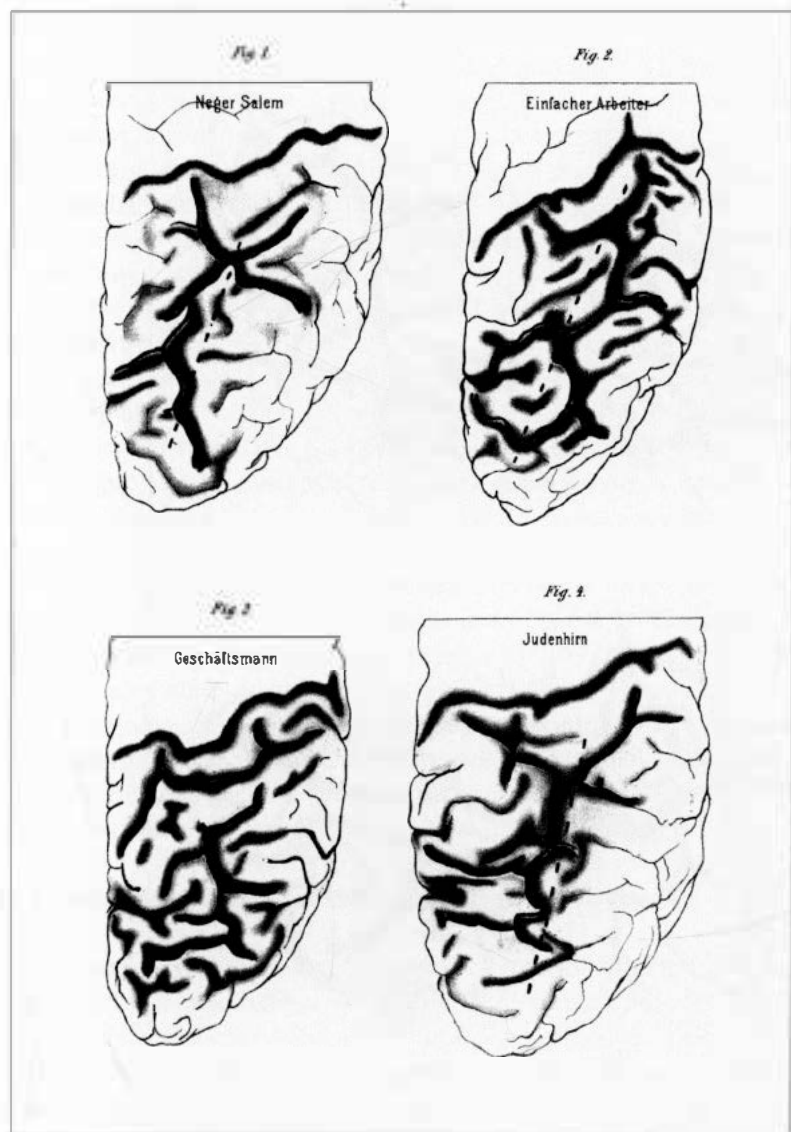 Fig. 1.
Neger Salem
Fig. 2.
Einfacher Arbeiter
Fig. 3
Geschäftsmann
Fig. 4.
Judenhirn